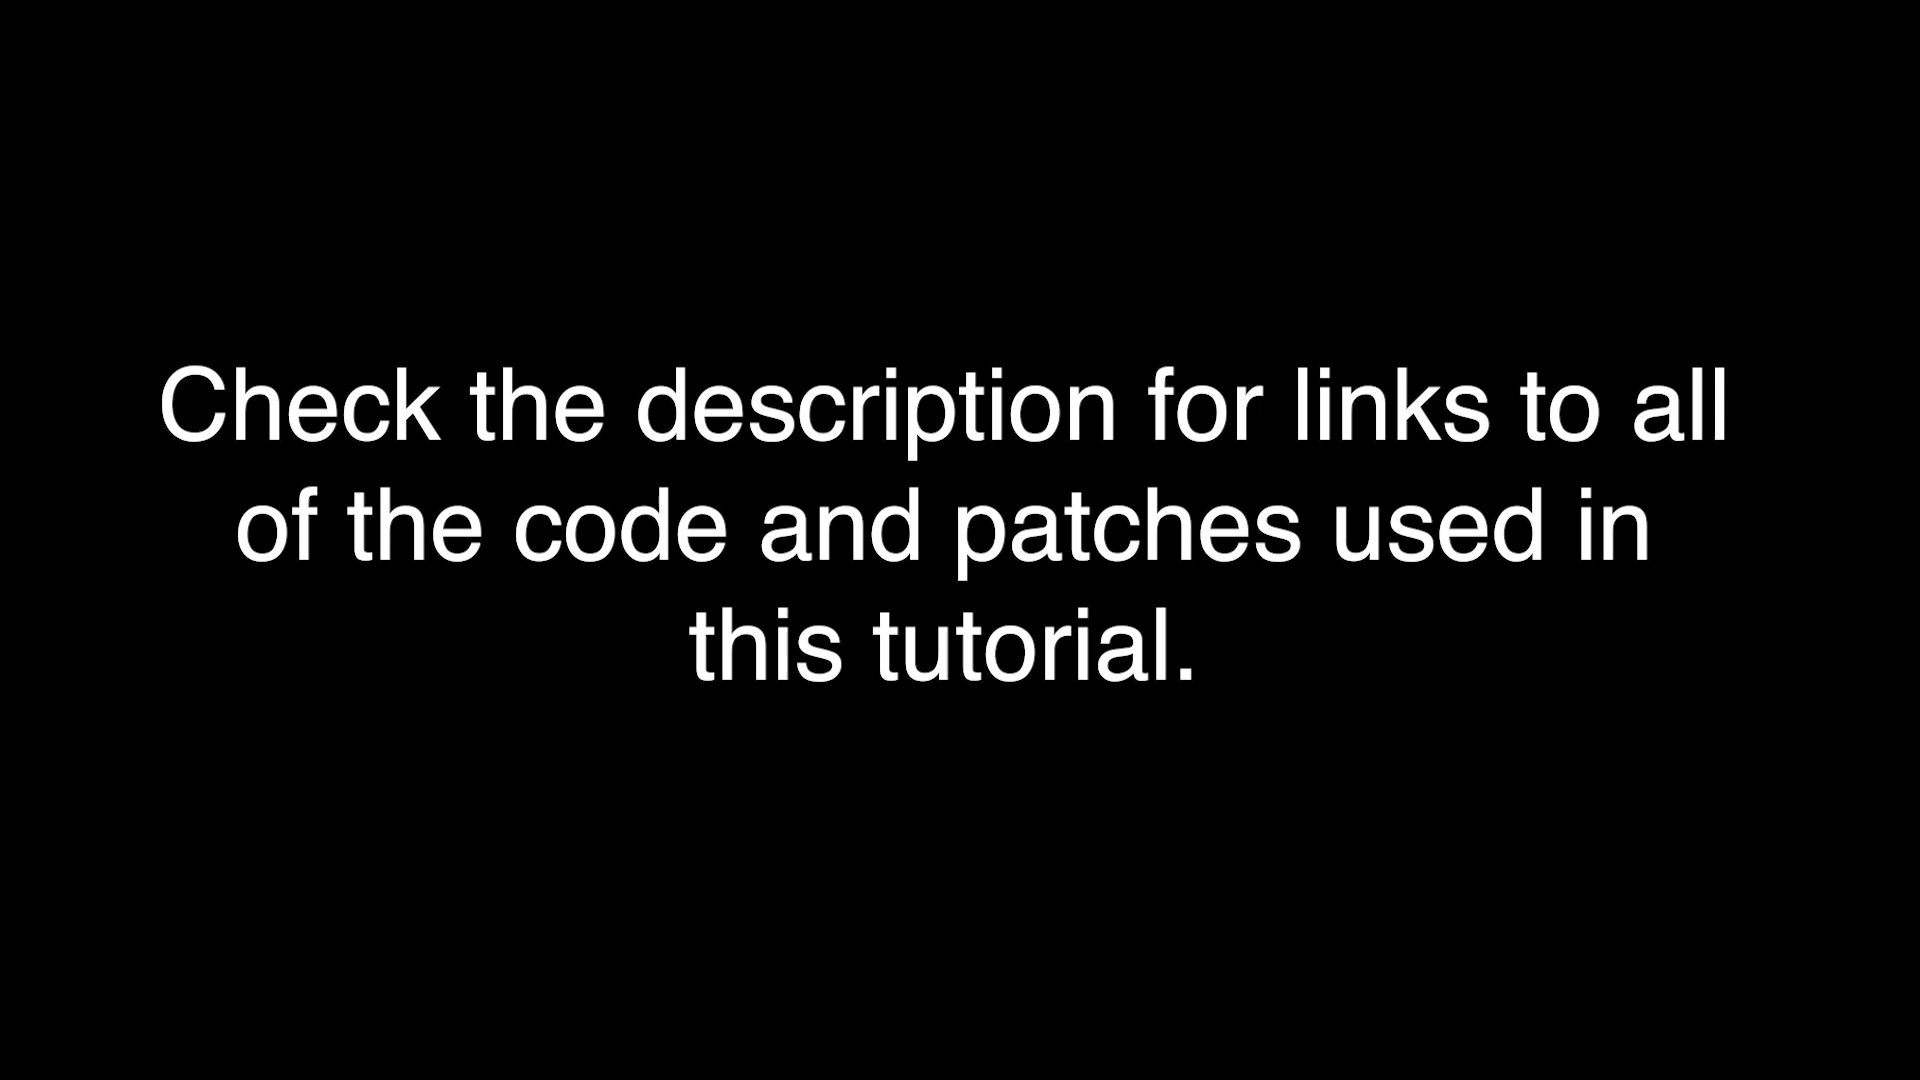 Check the description for links to all
of the code and patches used in
this tutorial.